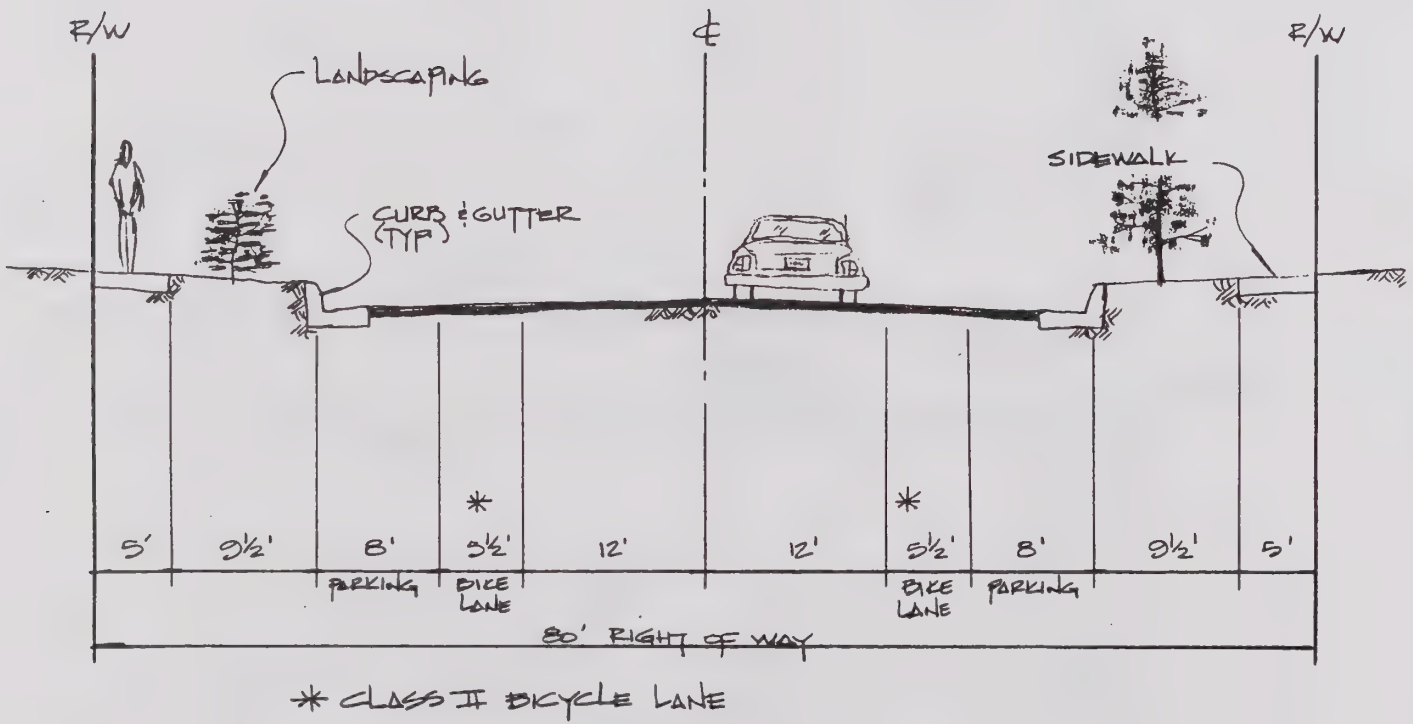 R/W
℄
R/W
LANDSCAPING
SIDEWALK
CURB & GUTTER
(TYP)
5' 9½' 8' 5½' 12' 12' 5½' 8' 9½' 5'
PARKING BIKE LANE BIKE LANE PARKING
80' RIGHT OF WAY
* CLASS II BICYCLE LANE